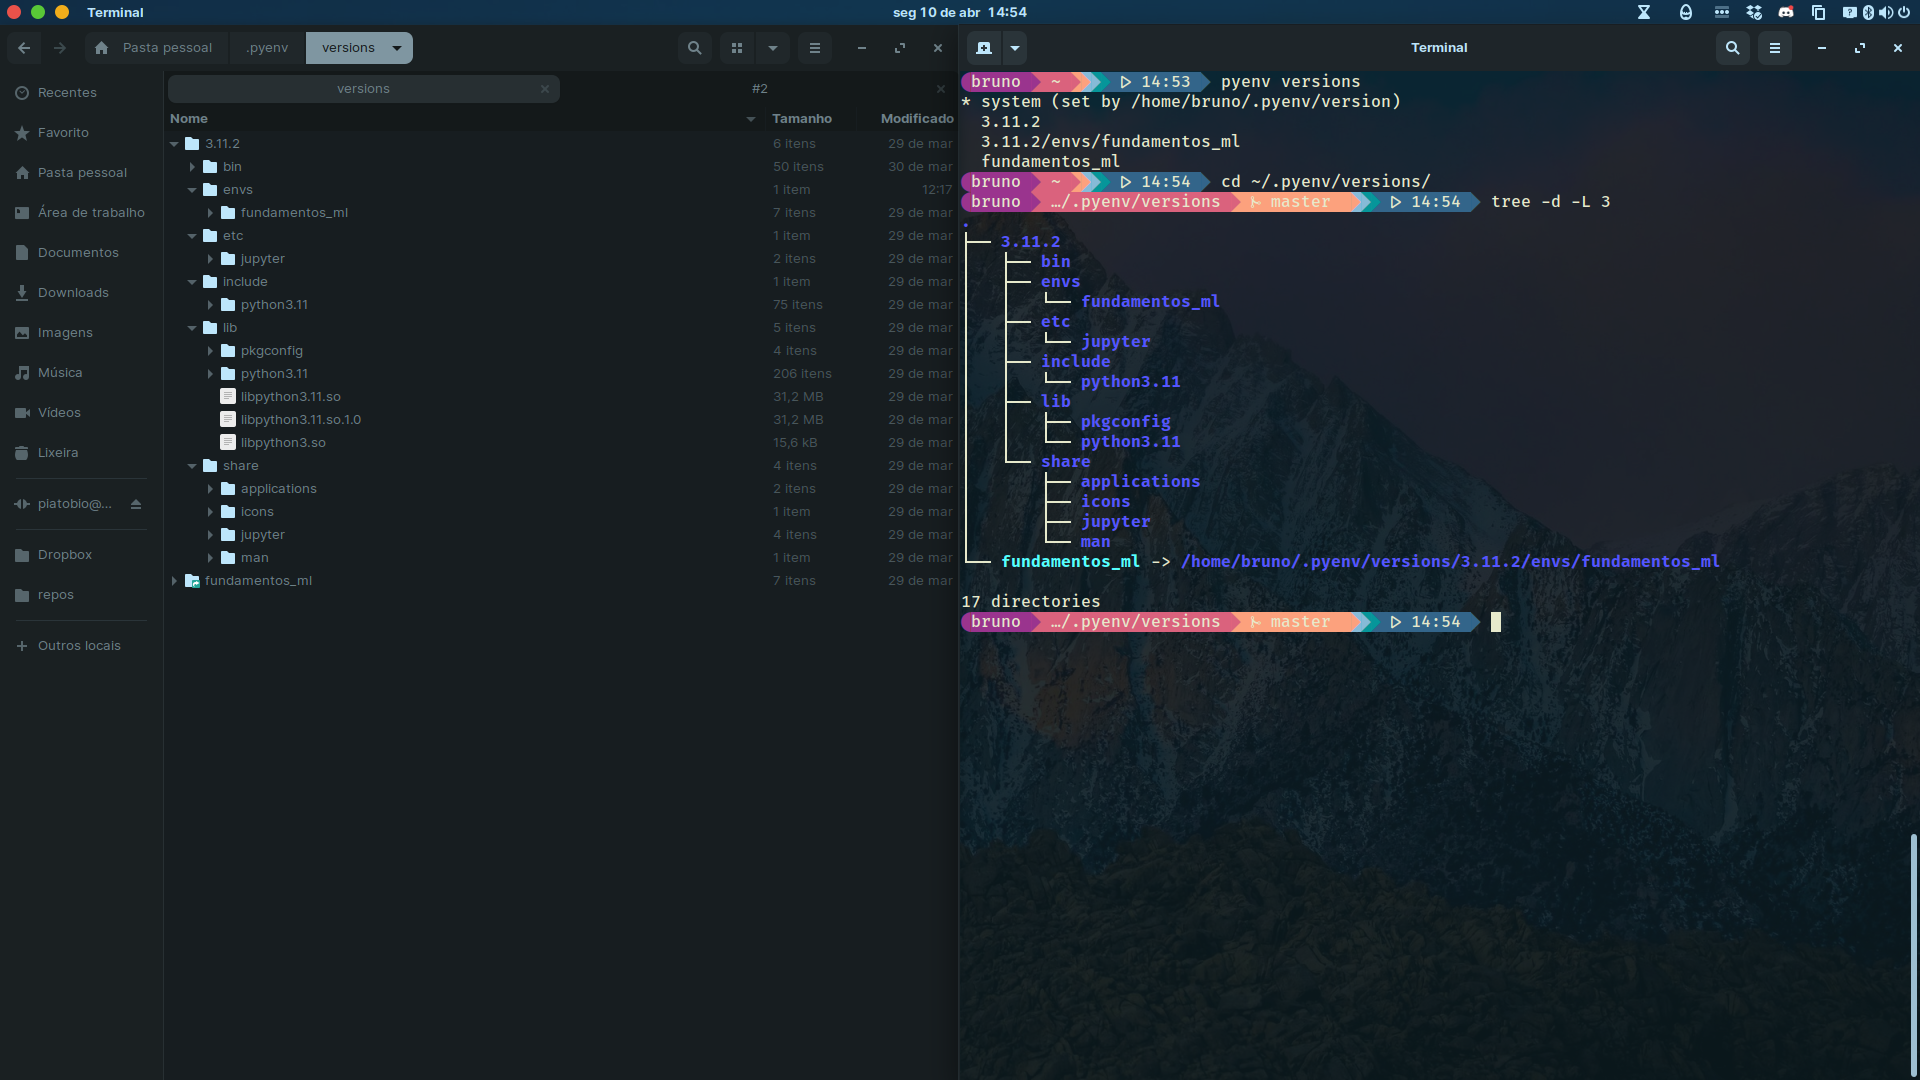 Terminal
seg 10 de abr 14:54
Pasta pessoal
.pyenv
versions
Recentes
Favorito
Pasta pessoal
Área de trabalho
Documentos
Downloads
Imagens
Música
Vídeos
Lixeira
piatobio@...
Dropbox
repos
Outros locais
versions
#2
Nome Tamanho Modificado
3.11.2 6 itens 29 de mar
bin 50 itens 30 de mar
envs 1 item 12:17
fundamentos_ml 7 itens 29 de mar
etc 1 item 29 de mar
jupyter 2 itens 29 de mar
include 1 item 29 de mar
python3.11 75 itens 29 de mar
lib 5 itens 29 de mar
pkgconfig 4 itens 29 de mar
python3.11 206 itens 29 de mar
libpython3.11.so 31,2 MB 29 de mar
libpython3.11.so.1.0 31,2 MB 29 de mar
libpython3.so 15,6 kB 29 de mar
share 4 itens 29 de mar
applications 2 itens 29 de mar
icons 1 item 29 de mar
jupyter 4 itens 29 de mar
man 1 item 29 de mar
fundamentos_ml 7 itens 29 de mar
Terminal
bruno ~ 14:53 pyenv versions
* system (set by /home/bruno/.pyenv/version)
3.11.2
3.11.2/envs/fundamentos_ml
fundamentos_ml
bruno ~ 14:54 cd ~/.pyenv/versions/
bruno …/.pyenv/versions master 14:54 tree -d -L 3
.
├── 3.11.2
│   ├── bin
│   ├── envs
│   │   └── fundamentos_ml
│   ├── etc
│   │   └── jupyter
│   ├── include
│   │   └── python3.11
│   ├── lib
│   │   ├── pkgconfig
│   │   └── python3.11
│   └── share
│       ├── applications
│       ├── icons
│       ├── jupyter
│       └── man
└── fundamentos_ml -> /home/bruno/.pyenv/versions/3.11.2/envs/fundamentos_ml
17 directories
bruno …/.pyenv/versions master 14:54